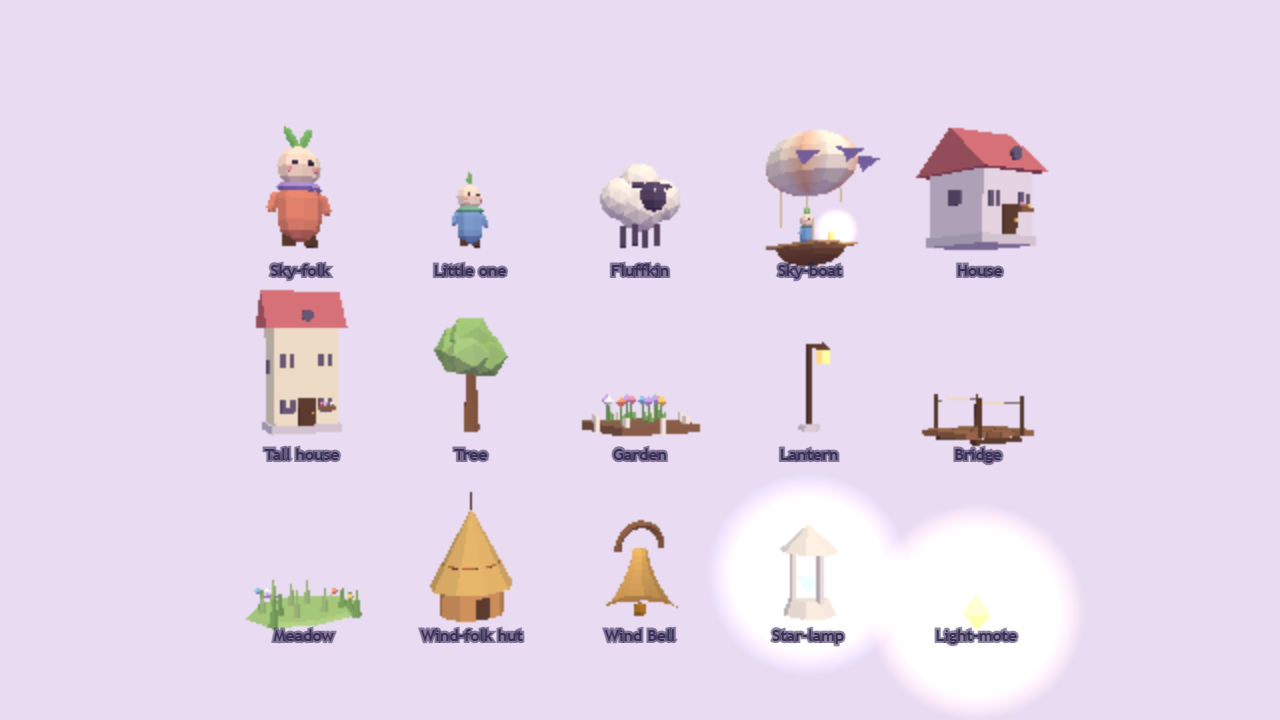 Sky-folk
Little one
Fluffkin
Sky-boat
House
Tall house
Tree
Garden
Lantern
Bridge
Meadow
Wind-folk hut
Wind Bell
Star-lamp
Light-mote